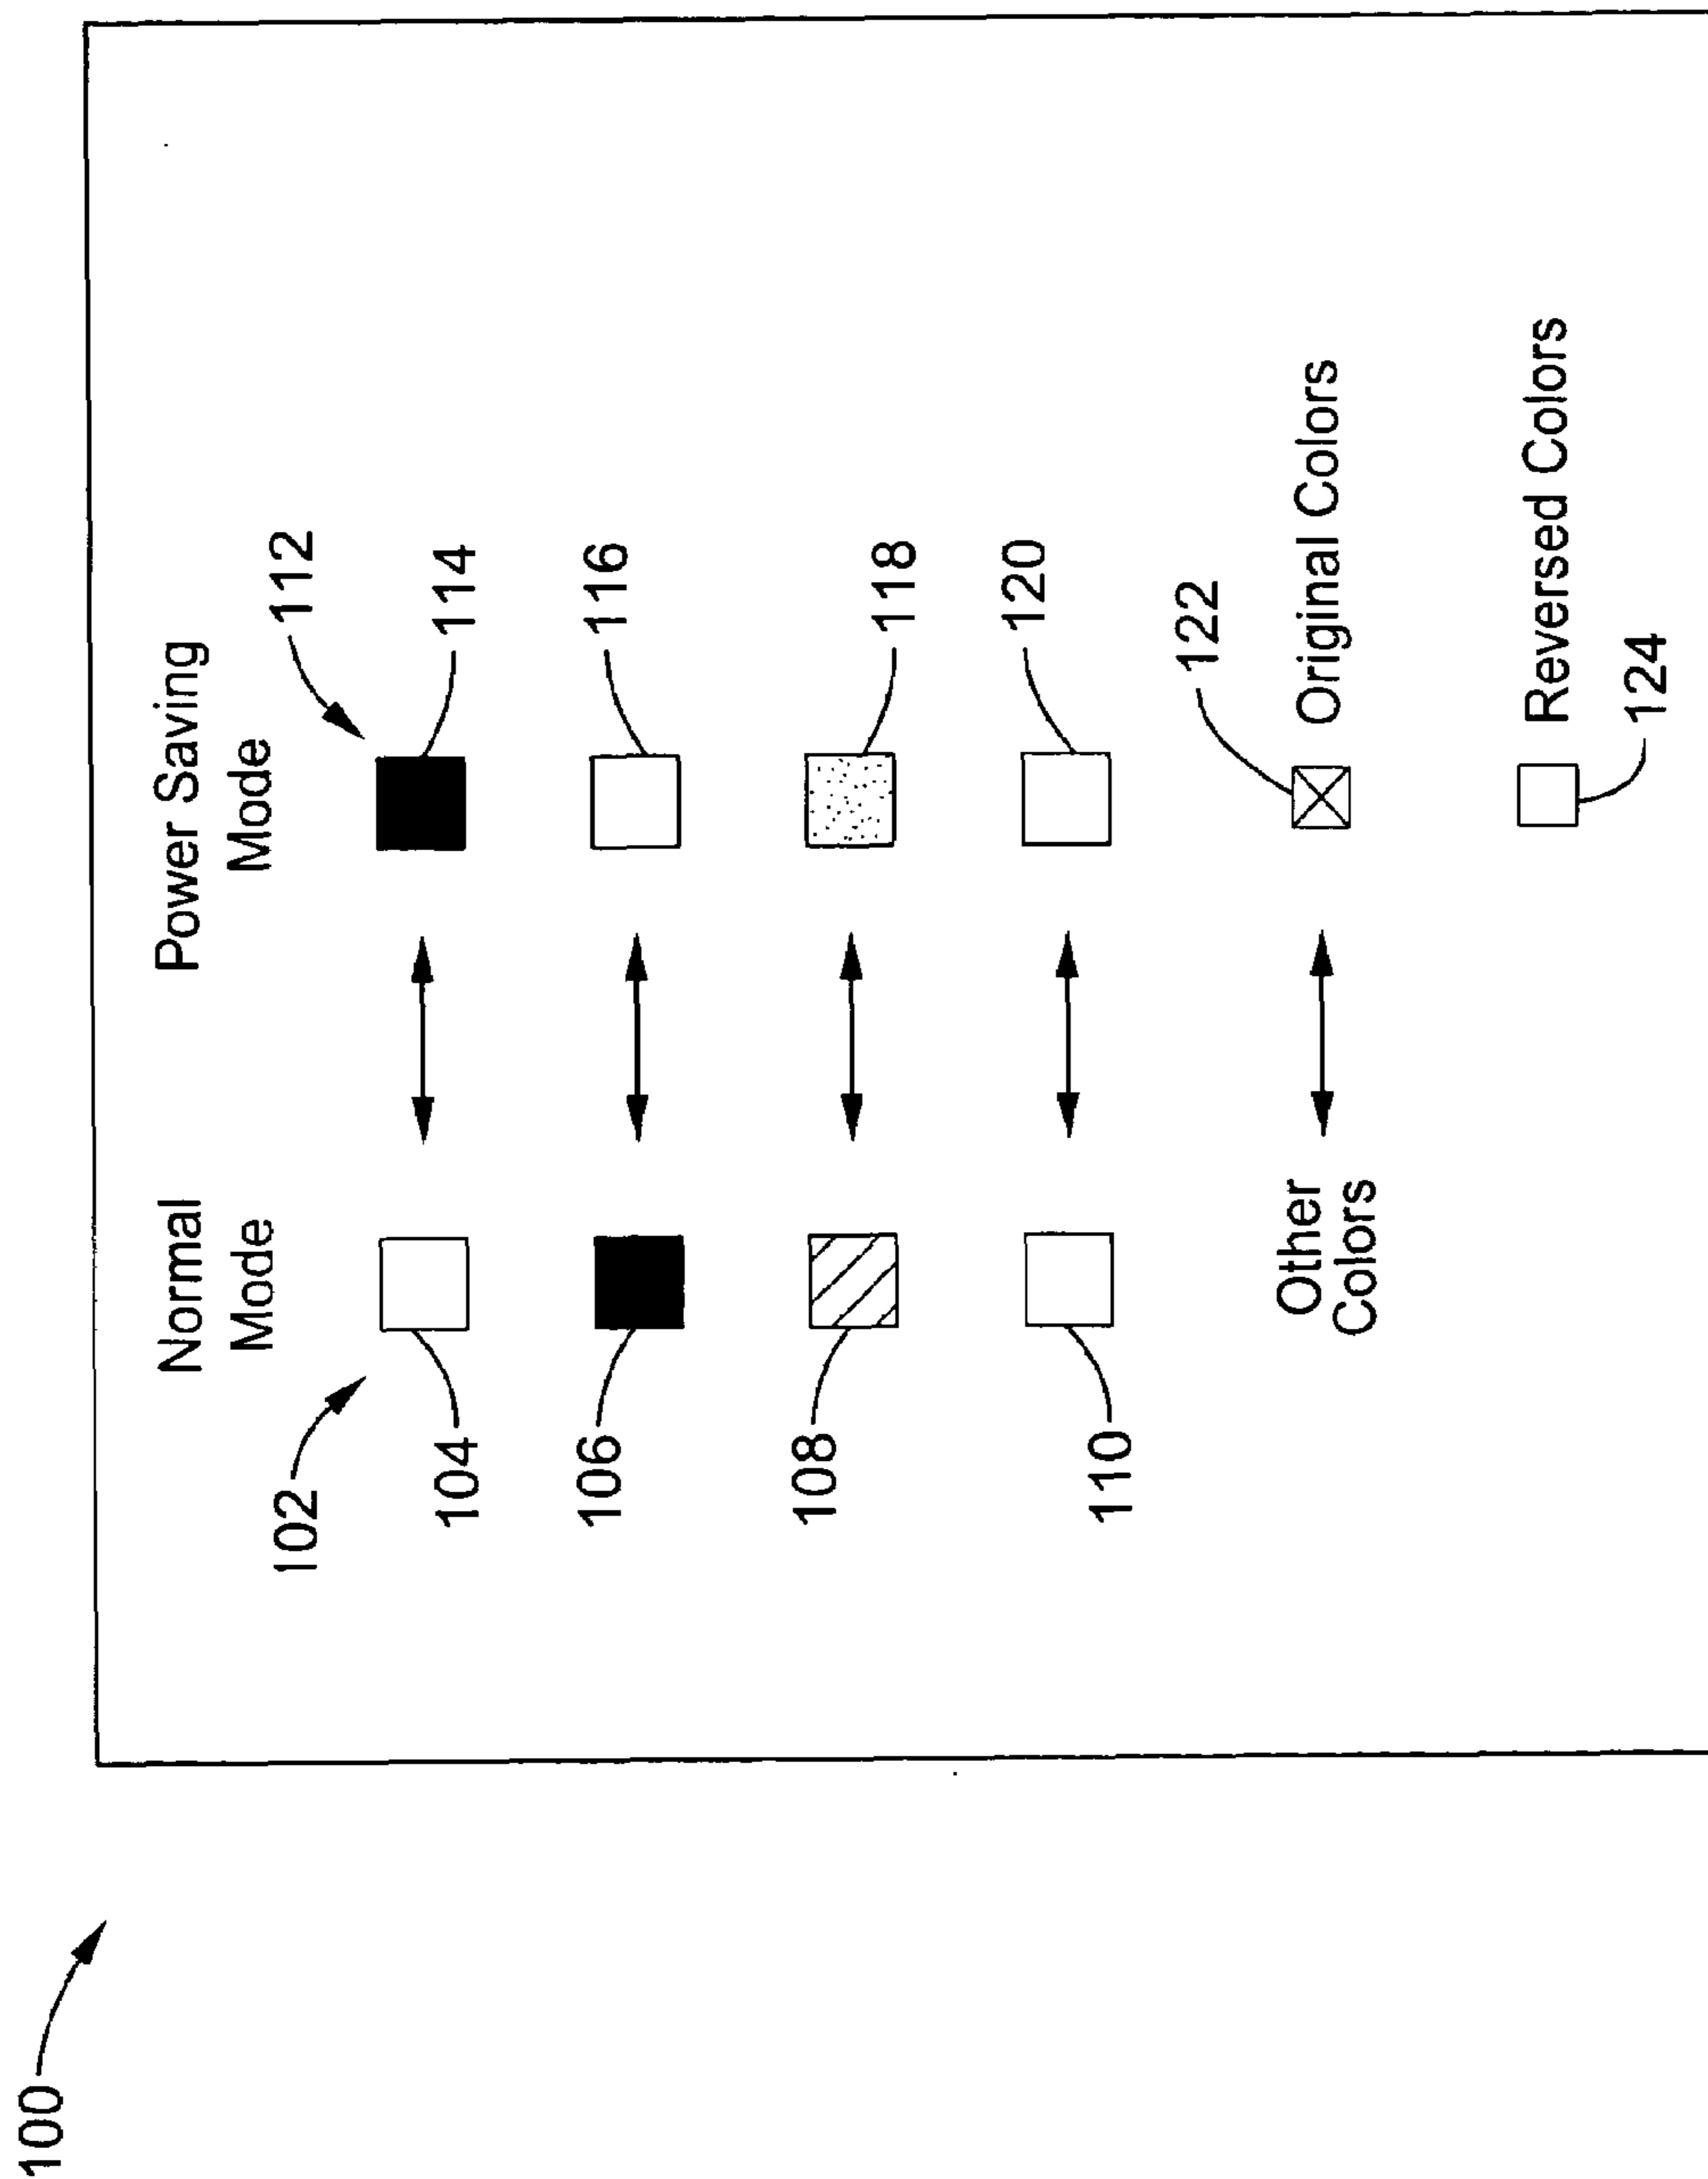 100
Normal
Mode
Power Saving
Mode
102
112
104
114
106
116
108
118
110
120
122
Other
Colors
Original Colors
Reversed Colors
124